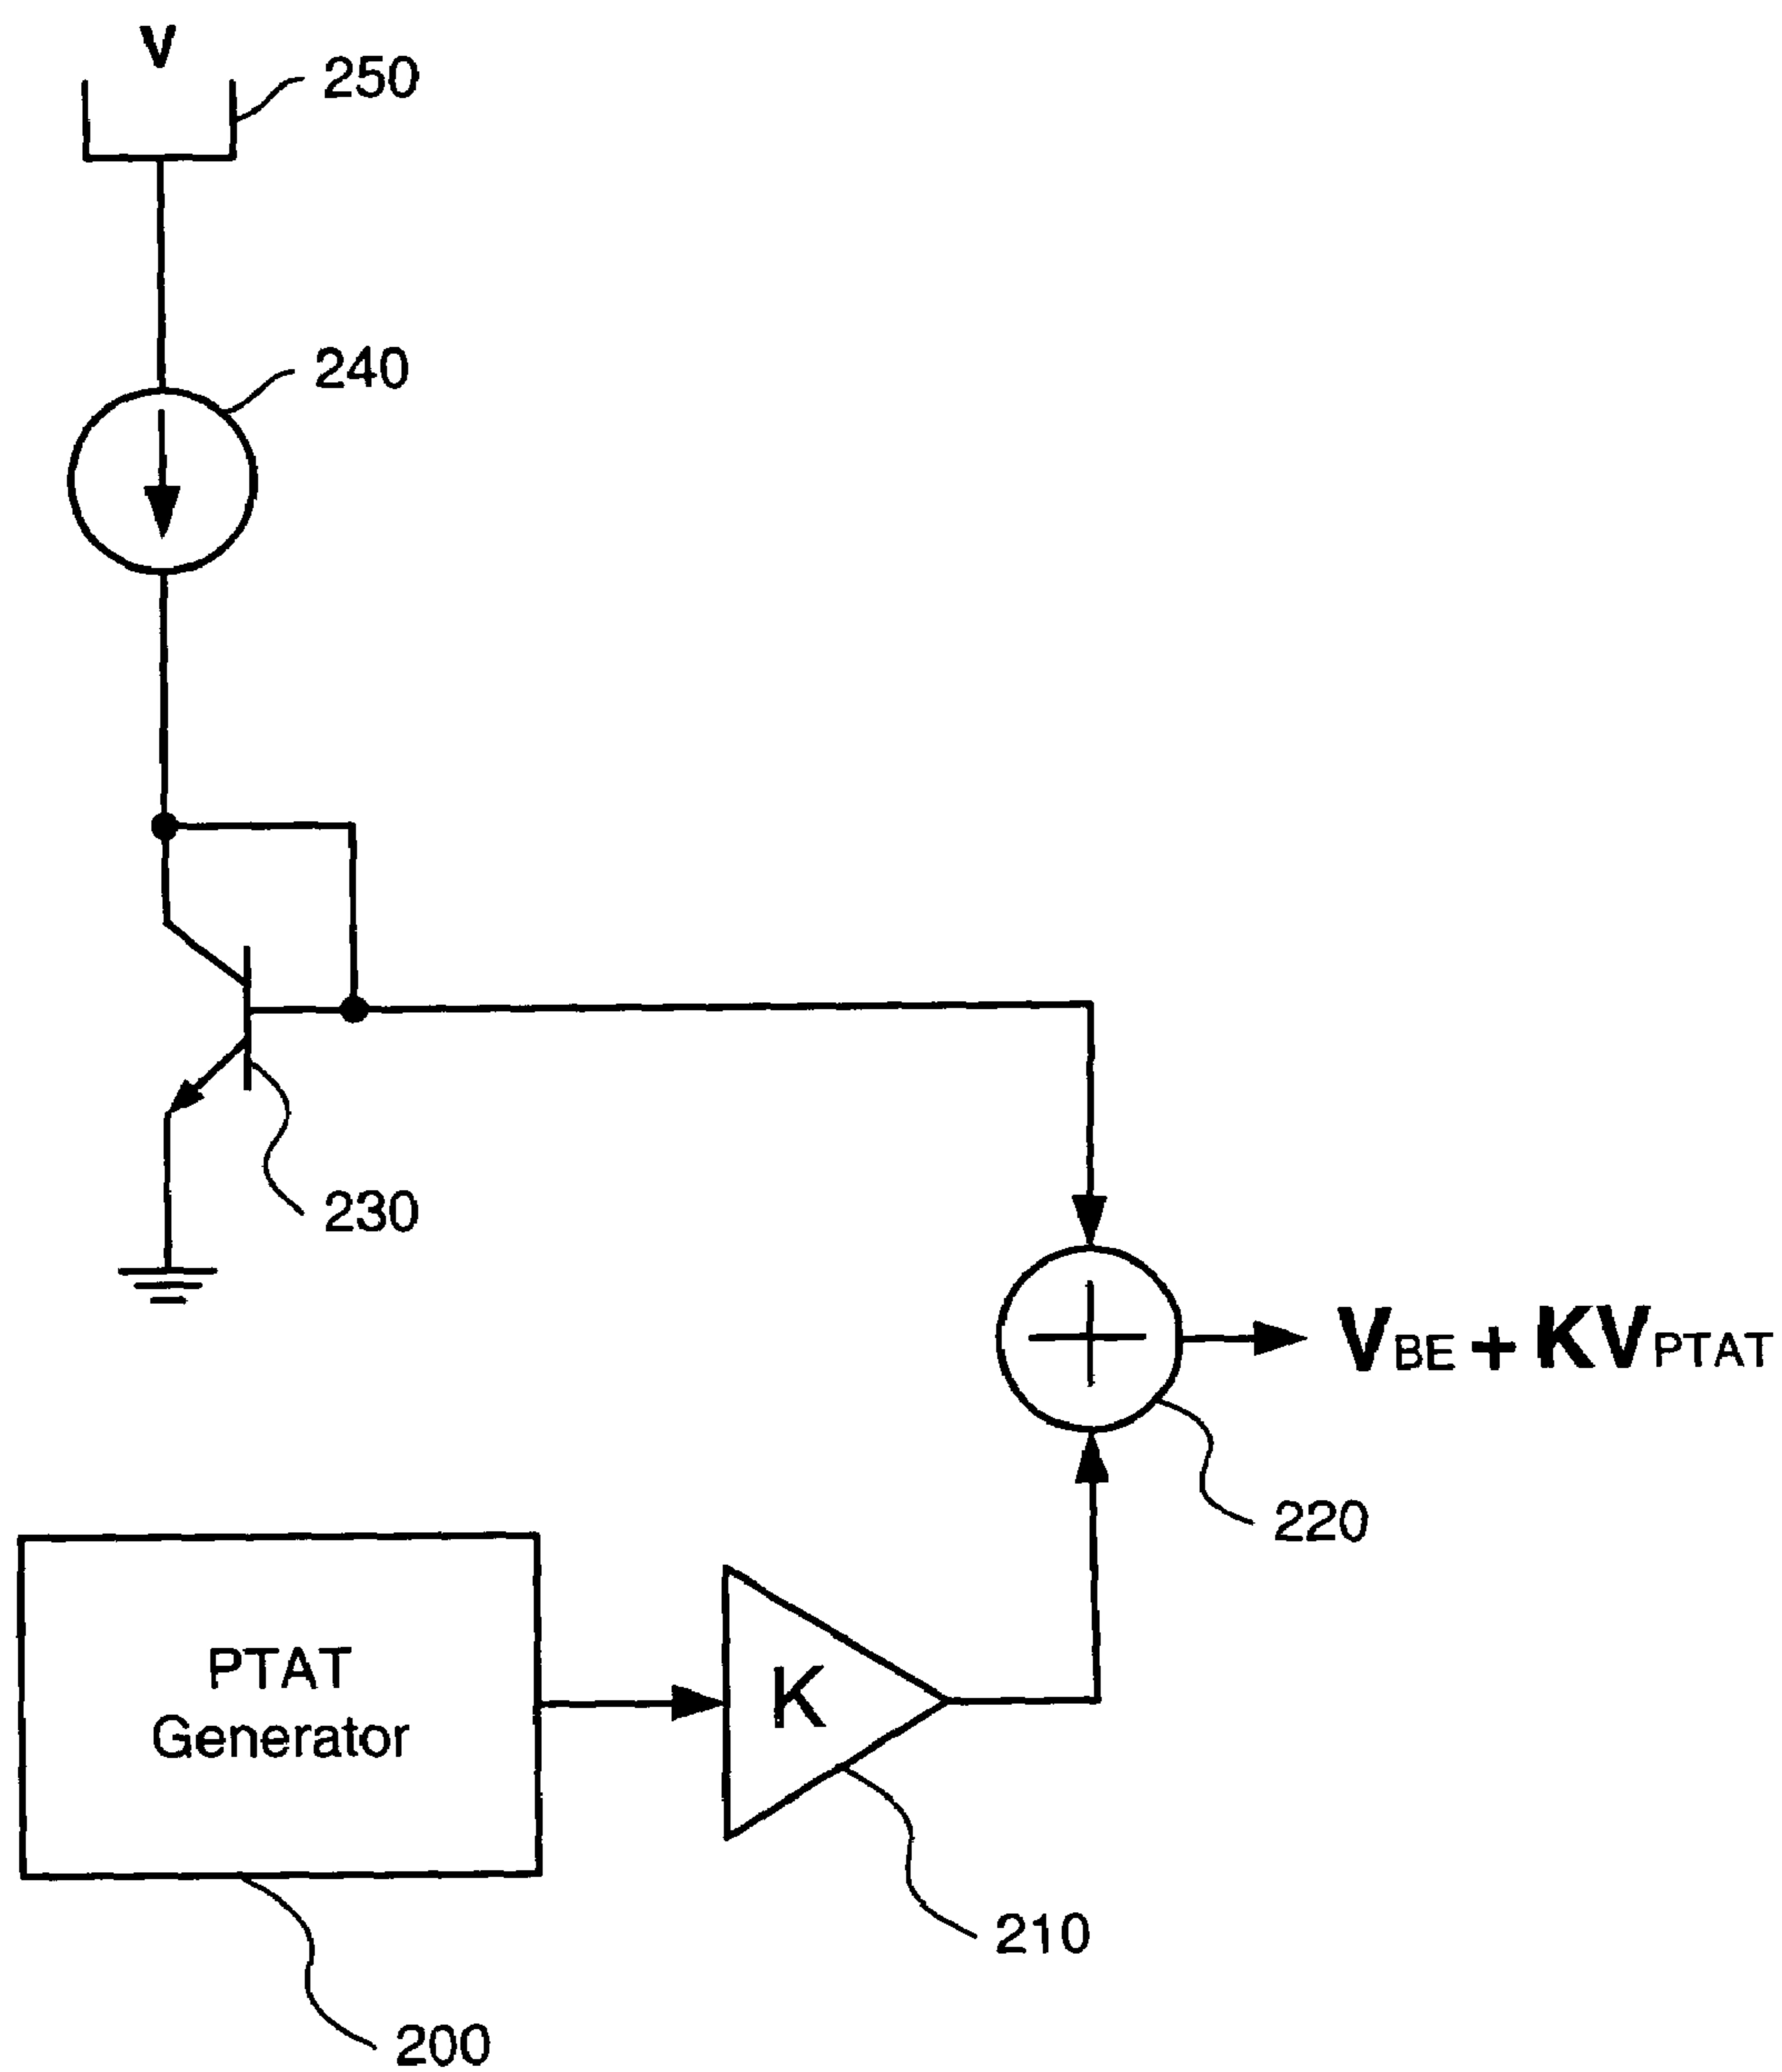 V
250
240
230
VBE + KVPTAT
220
PTAT
Generator
K
210
200